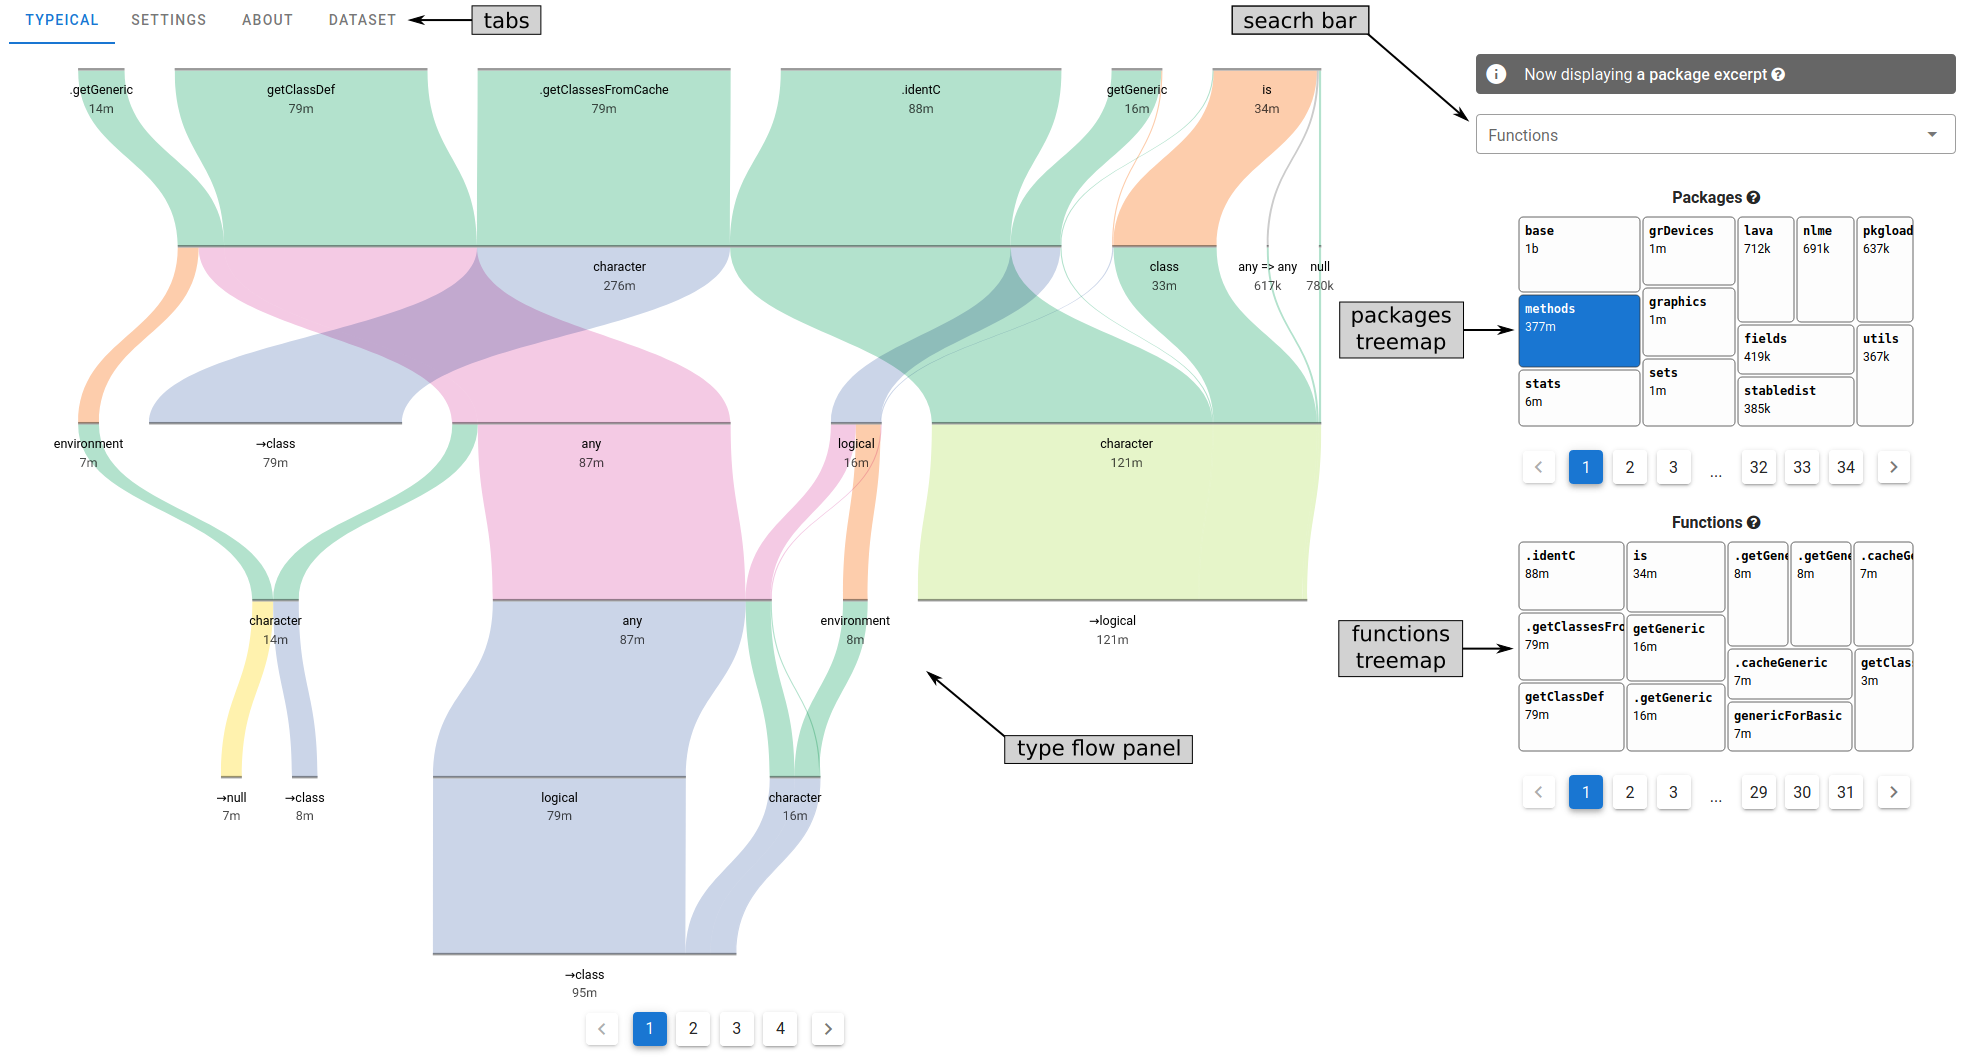 TYPEICAL SETTINGS ABOUT DATASET
tabs
seacrh bar
.getGeneric
14m
getClassDef
79m
.getClassesFromCache
79m
.identC
88m
getGeneric
16m
is
34m
character
276m
class
33m
any => any
617k
null
780k
environment
7m
→class
79m
any
87m
logical
16m
character
121m
character
14m
any
87m
environment
8m
→logical
121m
→null
7m
→class
8m
logical
79m
character
16m
→class
95m
type flow panel
1 2 3 4
Now displaying a package excerpt
Functions
packages
treemap
Packages
base
1b
methods
377m
stats
6m
grDevices
1m
graphics
1m
sets
1m
lava
712k
nlme
691k
pkgload
637k
fields
419k
stabledist
385k
utils
367k
1 2 3 ... 32 33 34
functions
treemap
Functions
.identC
88m
.getClassesFro
79m
getClassDef
79m
is
34m
getGeneric
16m
.getGeneric
16m
.getGene
8m
.getGene
8m
.cacheG
7m
.cacheGeneric
7m
genericForBasic
7m
getClas
3m
1 2 3 ... 29 30 31